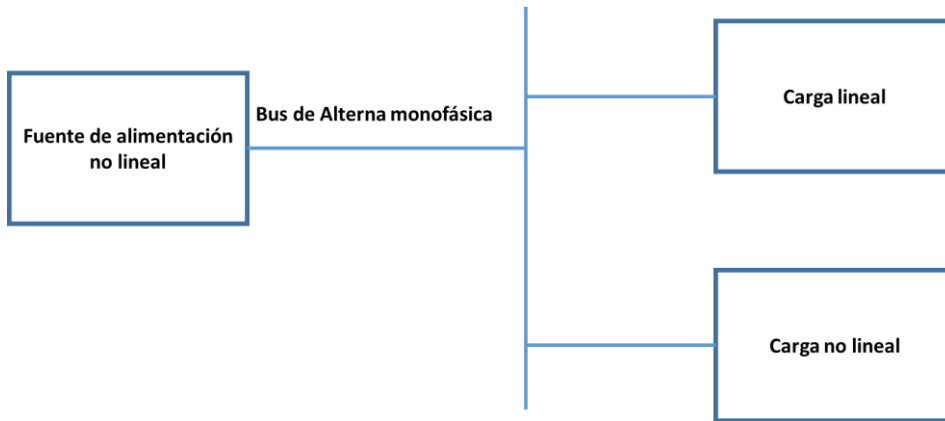 Fuente de alimentación
no lineal
Bus de Alterna monofásica
Carga lineal
Carga no lineal